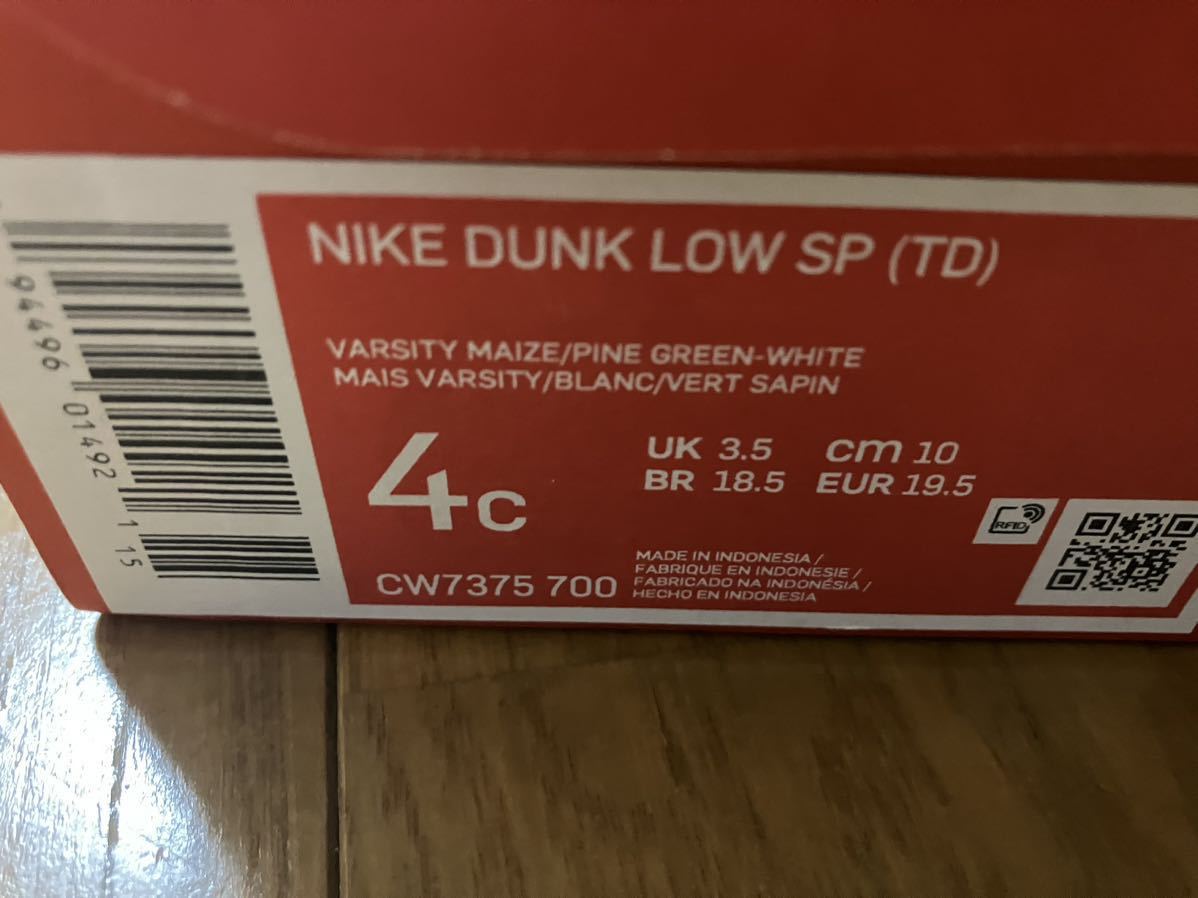 NIKE DUNK LOW SP (TD)
VARSITY MAIZE/PINE GREEN-WHITE
MAIS VARSITY/BLANC/VERT SAPIN
4C
UK 3.5 cm 10
BR 18.5 EUR 19.5
CW7375 700
MADE IN INDONESIA /
FABRIQUE EN INDONESIE /
FABRICADO NA INDONÉSIA /
HECHO EN INDONESIA
RFID
94496 01492 1 15